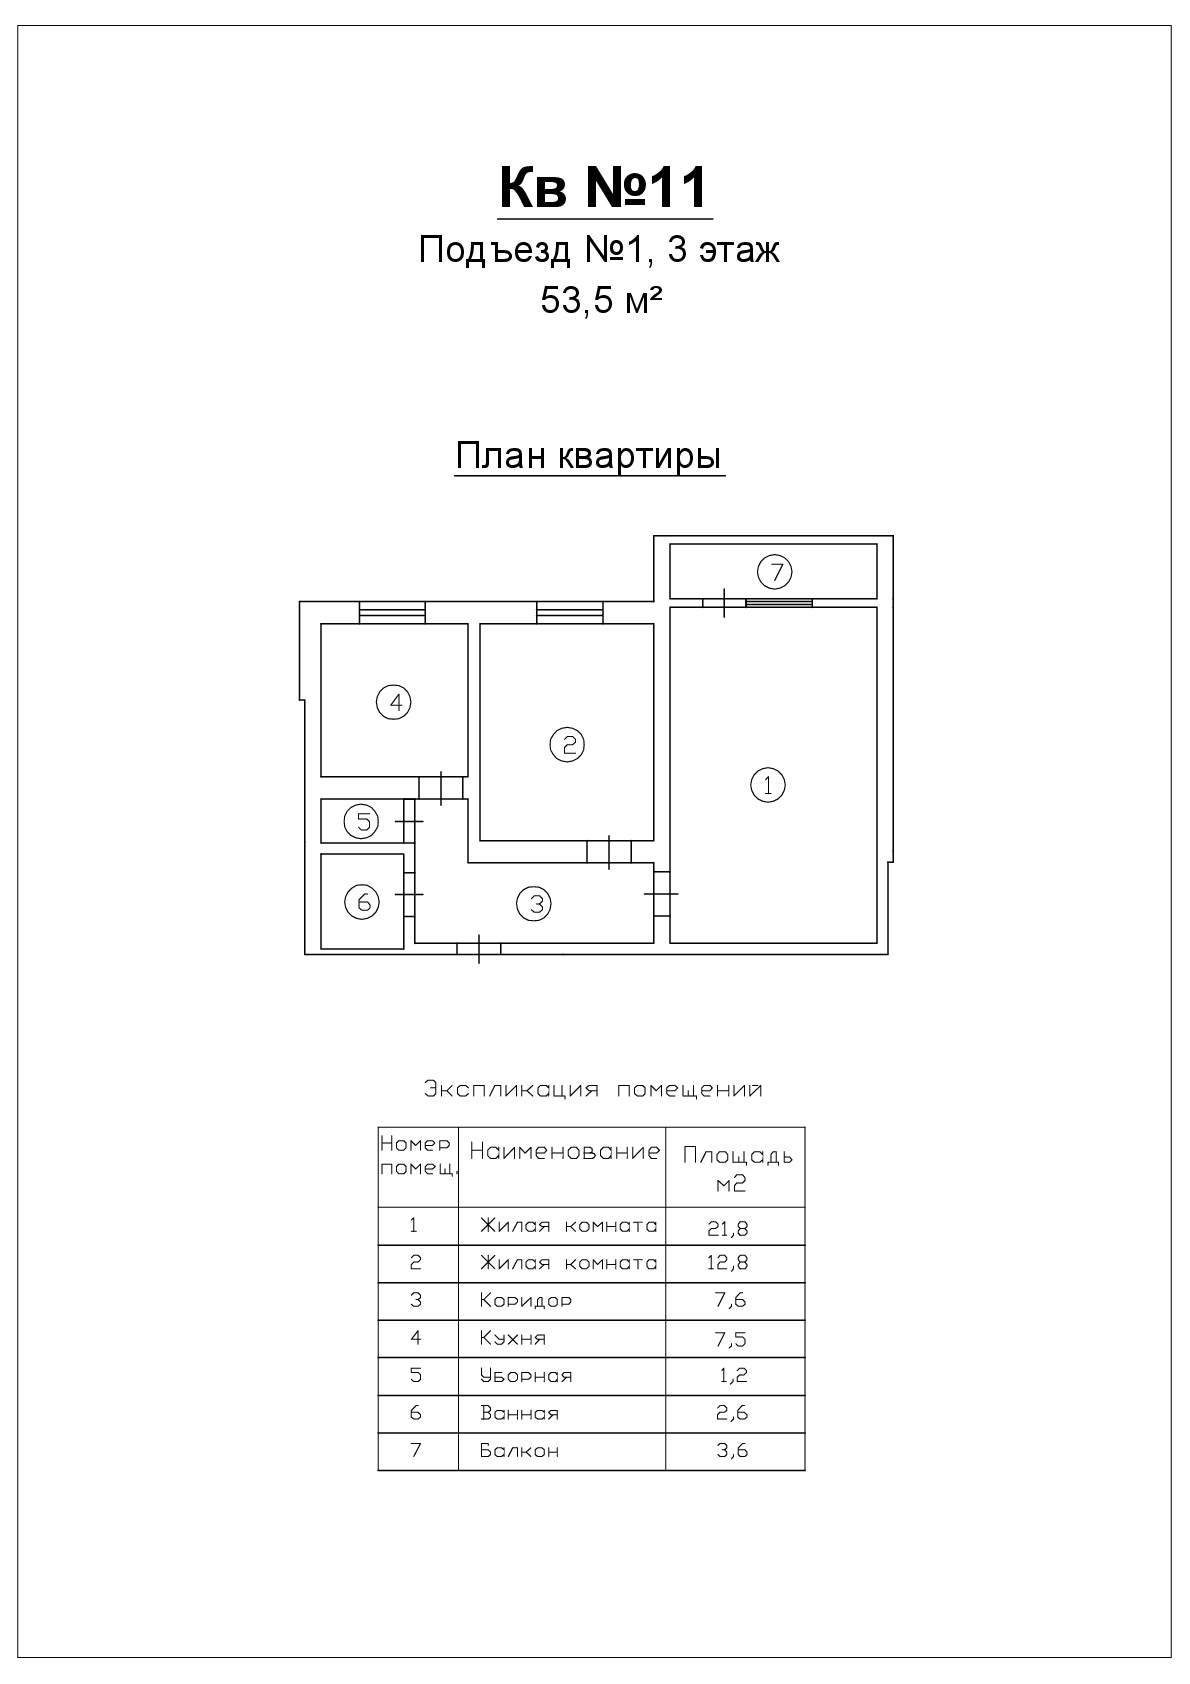 Кв №11
Подъезд №1, 3 этаж
53,5 м²
План квартиры
7
4
2
1
5
6
3
Экспликация помещений
Номер помещ. Наименование Площадь м2
1 Жилая комната 21,8
2 Жилая комната 12,8
3 Коридор 7,6
4 Кухня 7,5
5 Уборная 1,2
6 Ванная 2,6
7 Балкон 3,6